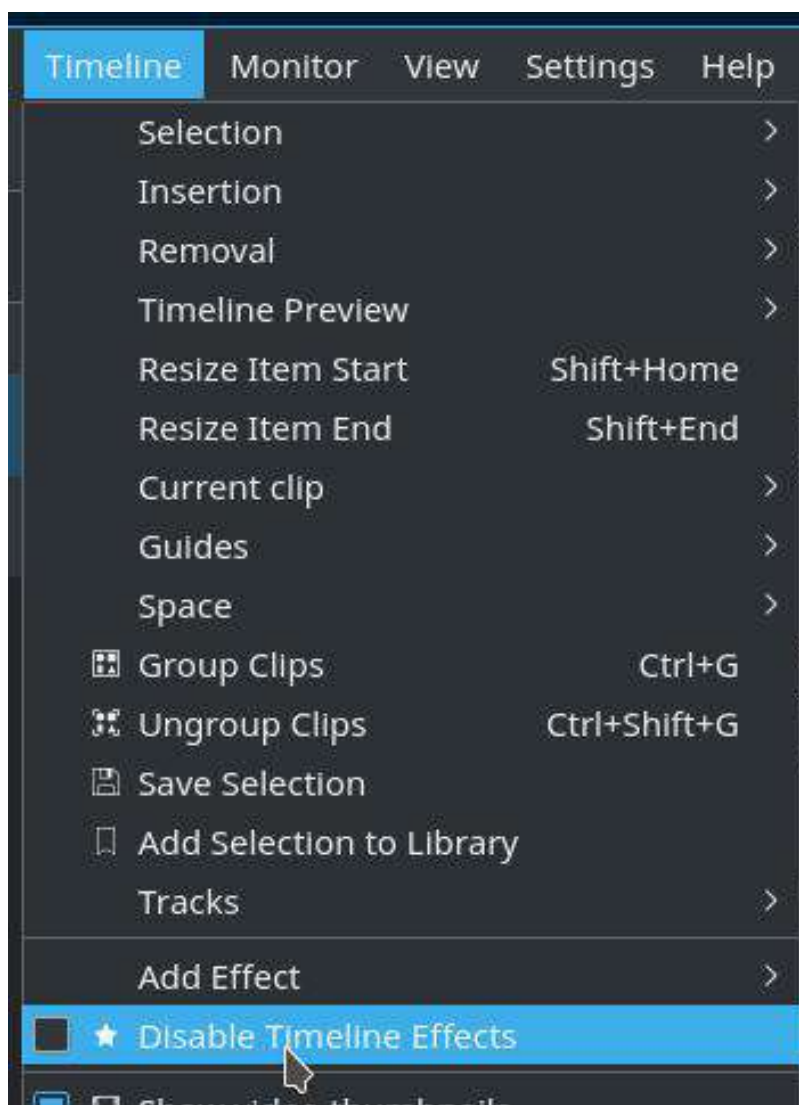 Timeline Monitor View Settings Help
Selection
Insertion
Removal
Timeline Preview
Resize Item Start Shift+Home
Resize Item End Shift+End
Current clip
Guides
Space
Group Clips Ctrl+G
Ungroup Clips Ctrl+Shift+G
Save Selection
Add Selection to Library
Tracks
Add Effect
Disable Timeline Effects